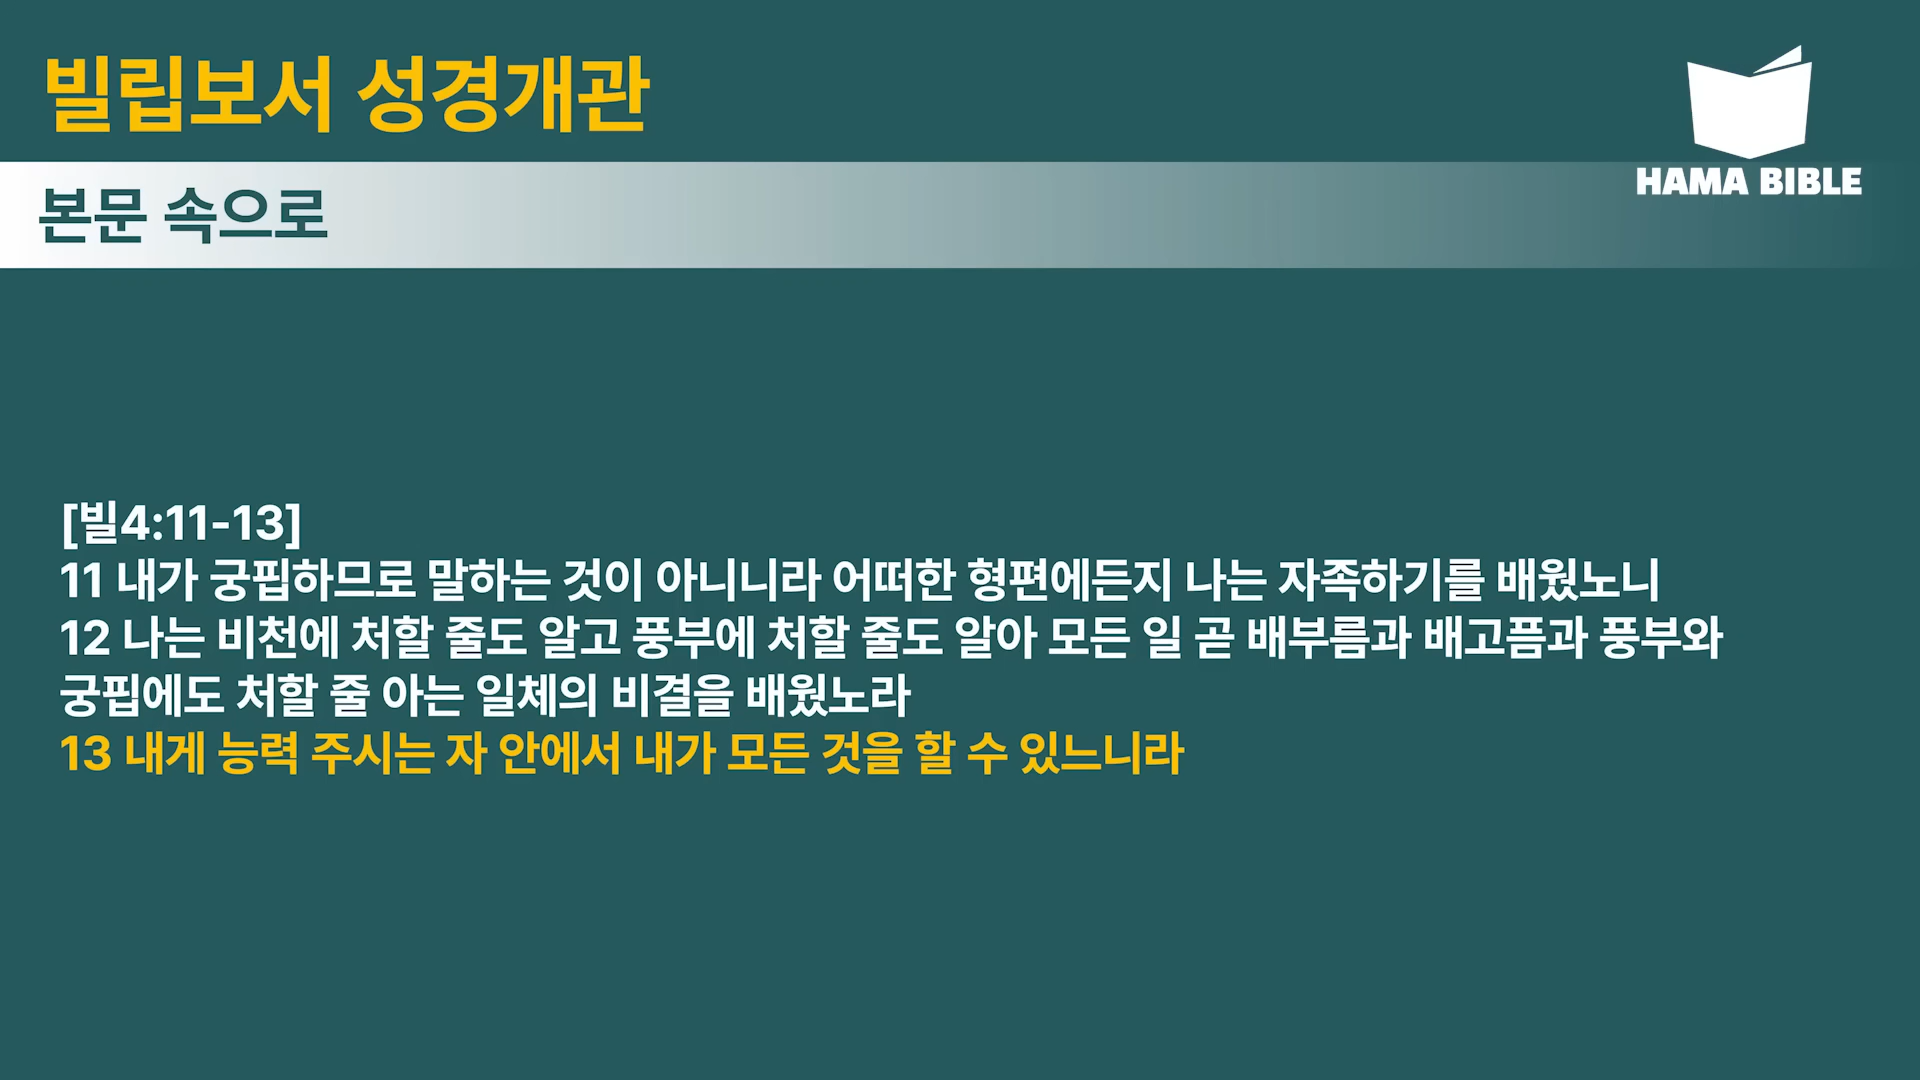 빌립보서 성경개관
HAMA BIBLE
본문 속으로
[빌4:11-13]
11 내가 궁핍하므로 말하는 것이 아니니라 어떠한 형편에든지 나는 자족하기를 배웠노니
12 나는 비천에 처할 줄도 알고 풍부에 처할 줄도 알아 모든 일 곧 배부름과 배고픔과 풍부와
궁핍에도 처할 줄 아는 일체의 비결을 배웠노라
13 내게 능력 주시는 자 안에서 내가 모든 것을 할 수 있느니라